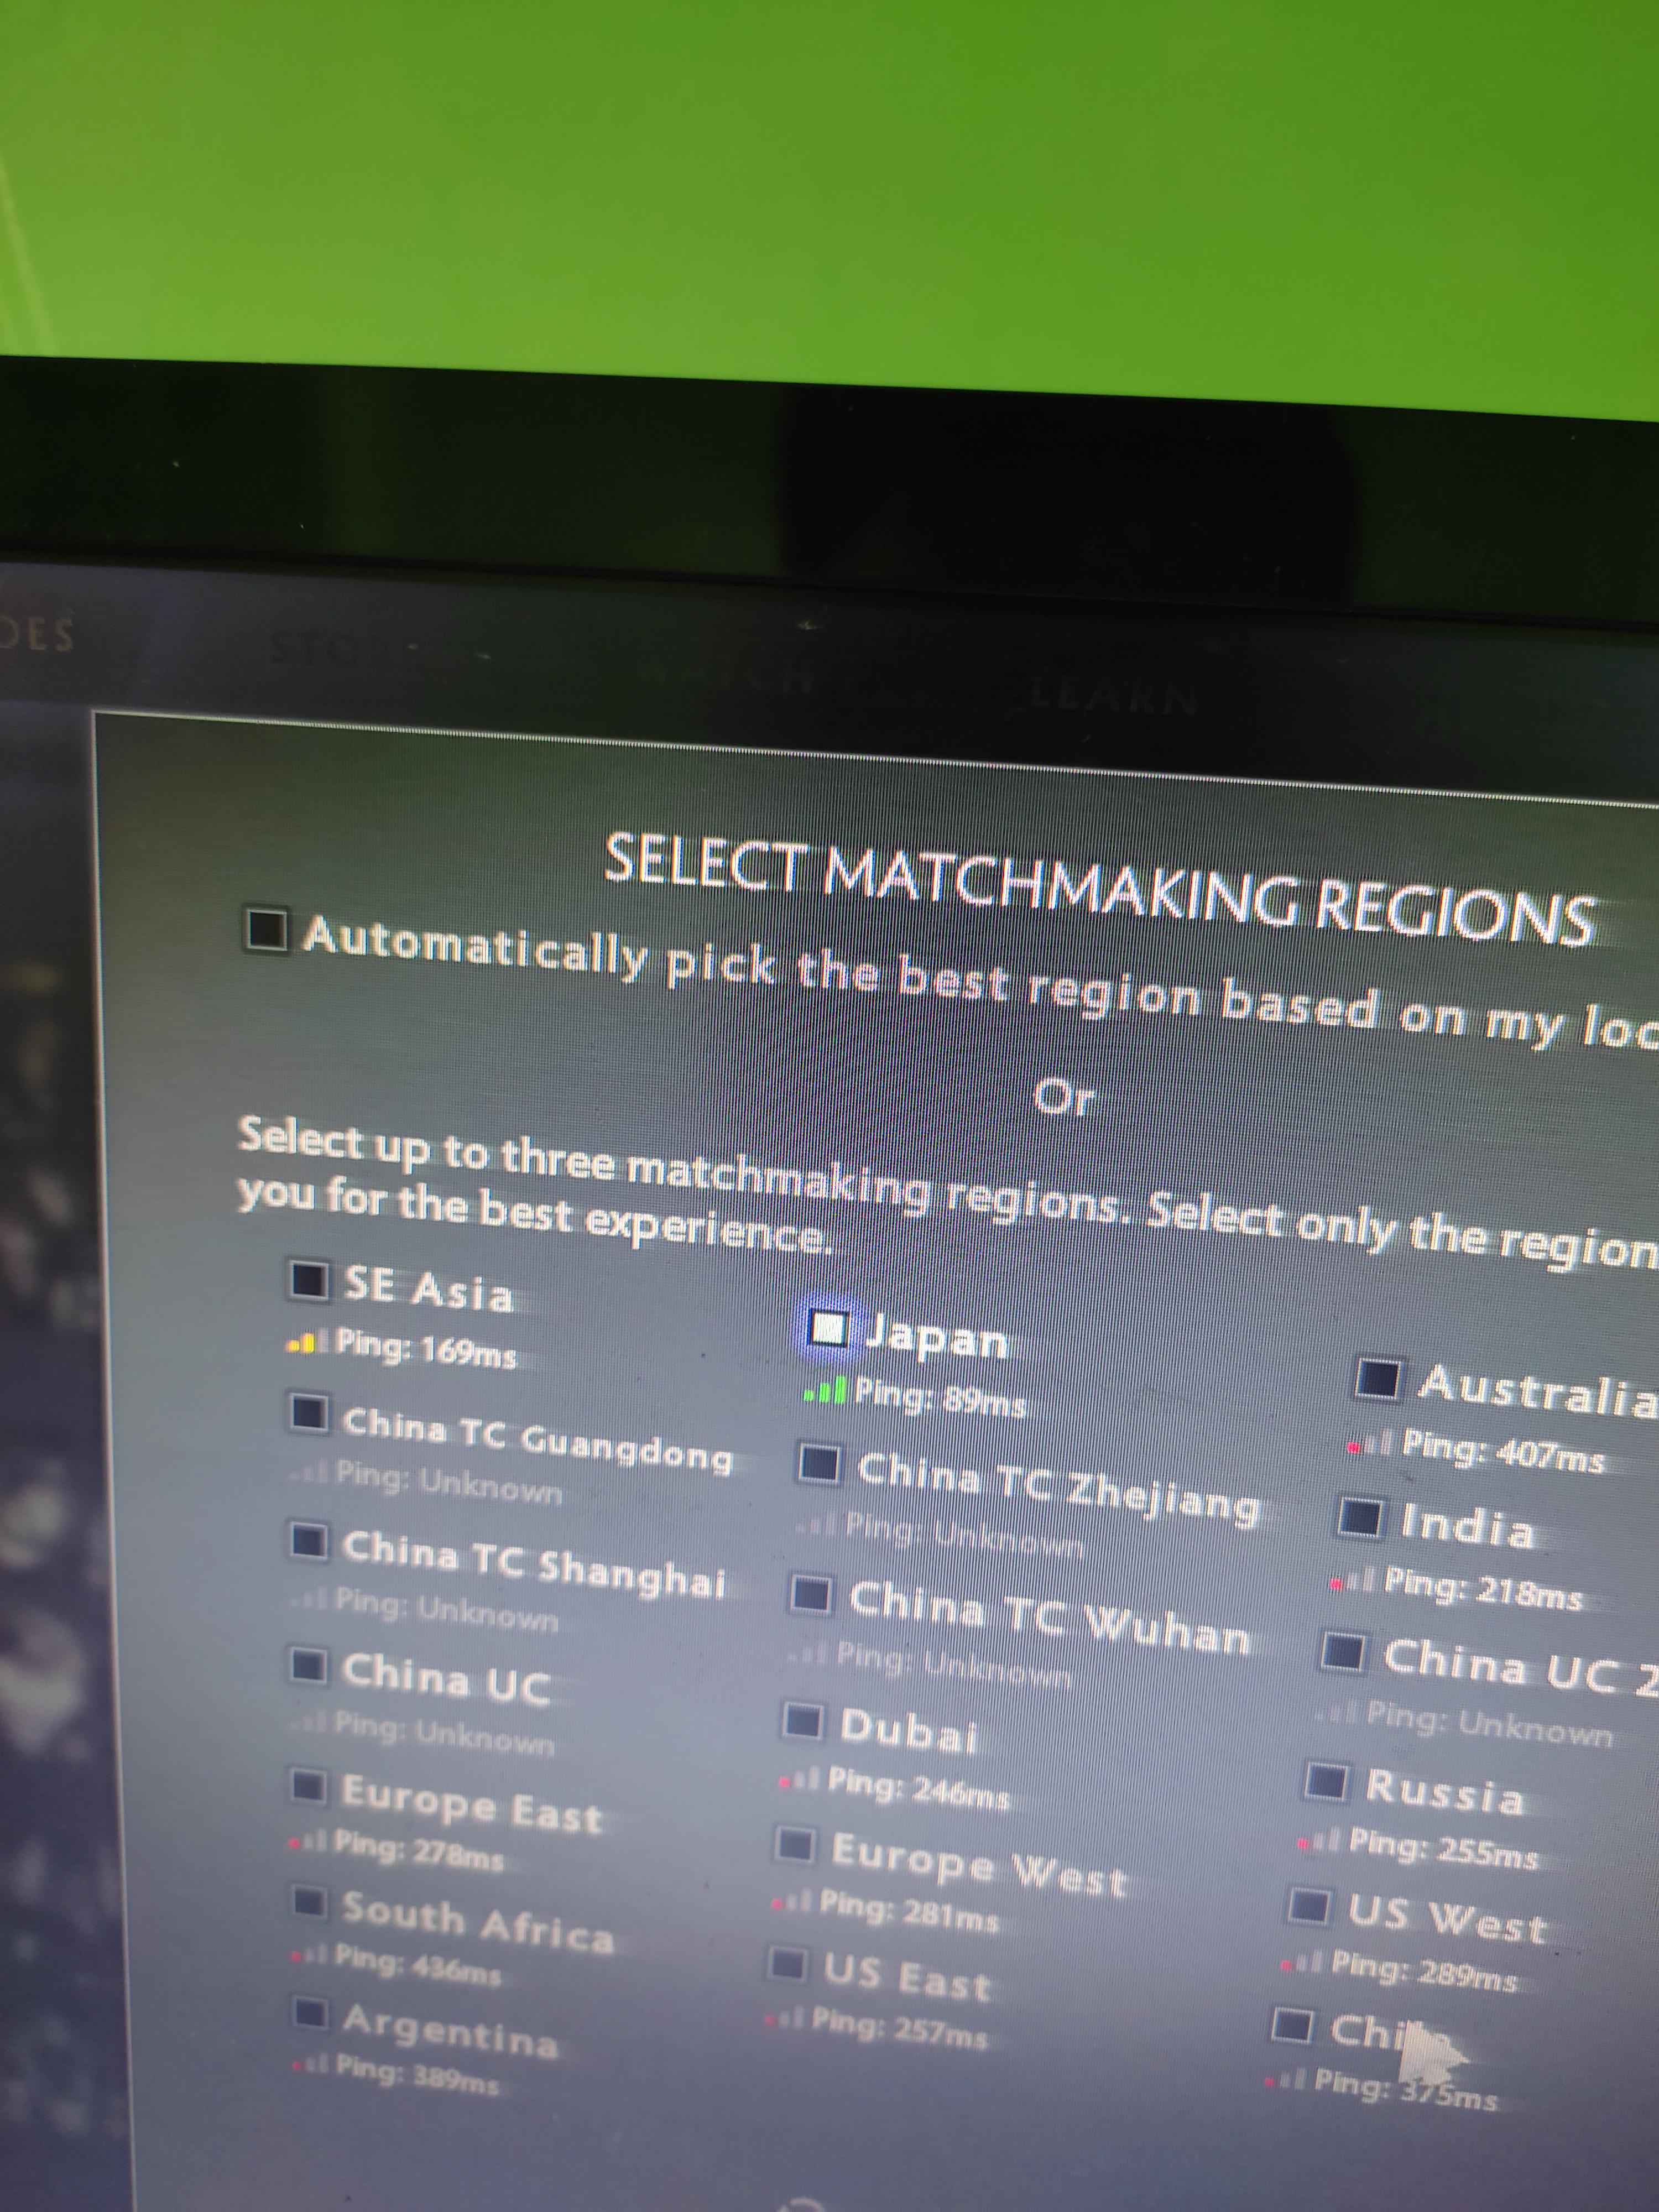 OES STORE WATCH LEARN
SELECT MATCHMAKING REGIONS
Automatically pick the best region based on my loc
Or
Select up to three matchmaking regions. Select only the region
you for the best experience.
SE Asia
Ping: 169ms
Japan
Ping: 89ms
Australia
Ping: 407ms
China TC Guangdong
Ping: Unknown
China TC Zhejiang
Ping: Unknown
India
Ping: 218ms
China TC Shanghai
Ping: Unknown
China TC Wuhan
Ping: Unknown
China UC 2
Ping: Unknown
China UC
Ping: Unknown
Dubai
Ping: 246ms
Russia
Ping: 255ms
Europe East
Ping: 278ms
Europe West
Ping: 281ms
US West
Ping: 289ms
South Africa
Ping: 436ms
US East
Ping: 257ms
Chile
Ping: 375ms
Argentina
Ping: 389ms